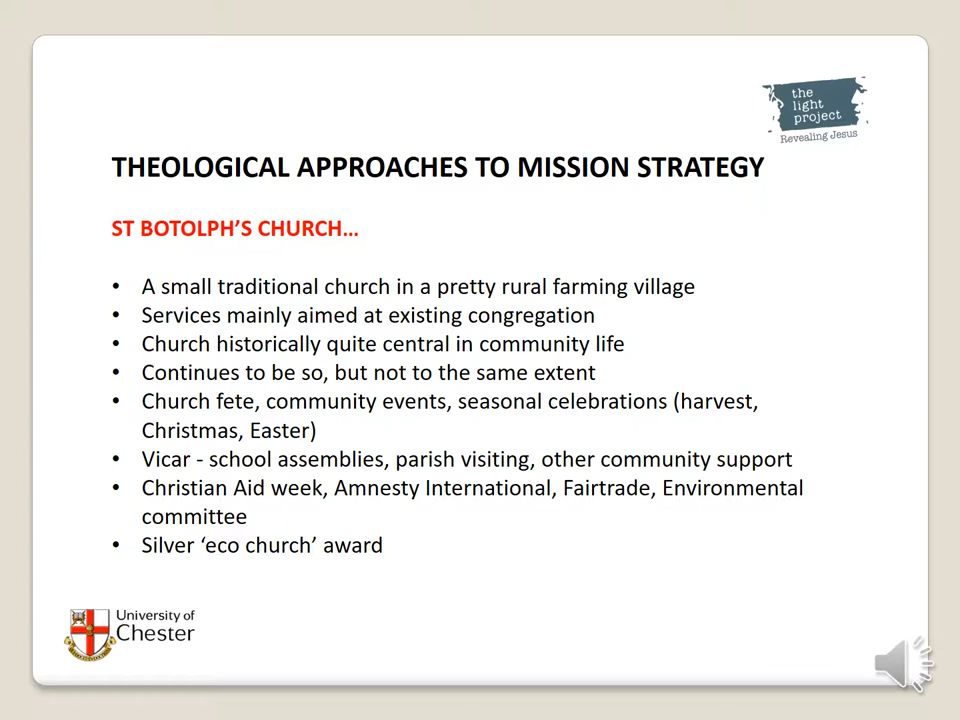 the
light
project
Revealing Jesus
THEOLOGICAL APPROACHES TO MISSION STRATEGY
ST BOTOLPH’S CHURCH…
• A small traditional church in a pretty rural farming village
• Services mainly aimed at existing congregation
• Church historically quite central in community life
• Continues to be so, but not to the same extent
• Church fete, community events, seasonal celebrations (harvest,
Christmas, Easter)
• Vicar - school assemblies, parish visiting, other community support
• Christian Aid week, Amnesty International, Fairtrade, Environmental
committee
• Silver ‘eco church’ award
University of
Chester